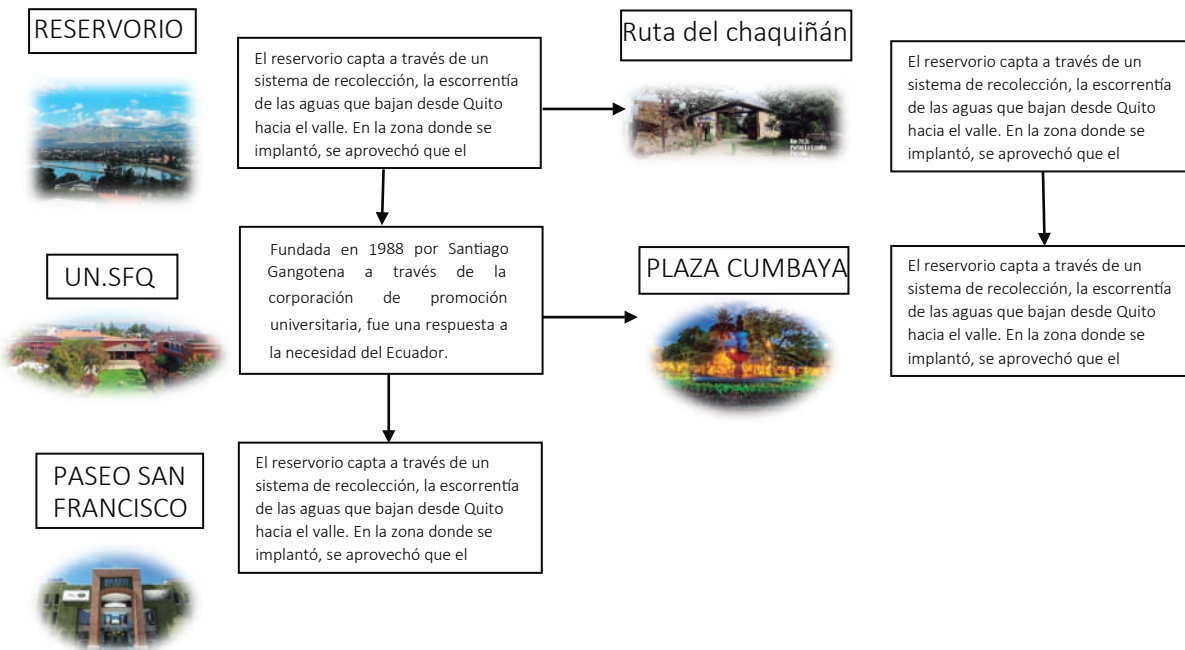 RESERVORIO
El reservorio capta a través de un
sistema de recolección, la escorrentía
de las aguas que bajan desde Quito
hacia el valle. En la zona donde se
implantó, se aprovechó que el
Ruta del chaquiñán
El reservorio capta a través de un
sistema de recolección, la escorrentía
de las aguas que bajan desde Quito
hacia el valle. En la zona donde se
implantó, se aprovechó que el
UN.SFQ
Fundada en 1988 por Santiago
Gangotena a través de la
corporación de promoción
universitaria, fue una respuesta a
la necesidad del Ecuador.
PLAZA CUMBAYA
El reservorio capta a través de un
sistema de recolección, la escorrentía
de las aguas que bajan desde Quito
hacia el valle. En la zona donde se
implantó, se aprovechó que el
PASEO SAN
FRANCISCO
El reservorio capta a través de un
sistema de recolección, la escorrentía
de las aguas que bajan desde Quito
hacia el valle. En la zona donde se
implantó, se aprovechó que el
PASEO